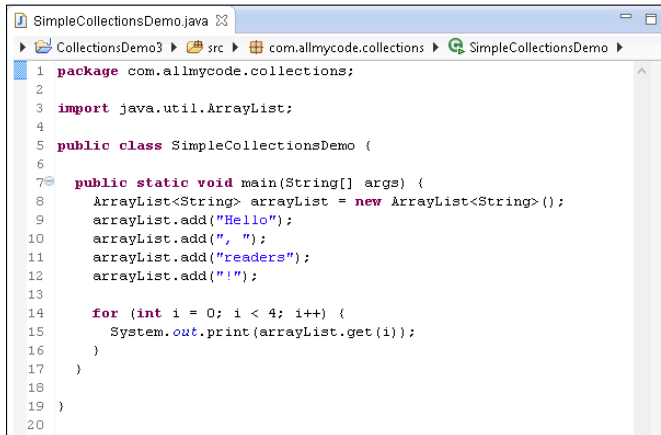 SimpleCollectionsDemo.java
CollectionsDemo3 src com.allmycode.collections SimpleCollectionsDemo
1 package com.allmycode.collections;
2
3 import java.util.ArrayList;
4
5 public class SimpleCollectionsDemo {
6
7 public static void main(String[] args) {
8 ArrayList<String> arrayList = new ArrayList<String>();
9 arrayList.add("Hello");
10 arrayList.add(", ");
11 arrayList.add("readers");
12 arrayList.add("!");
13
14 for (int i = 0; i < 4; i++) {
15 System.out.print(arrayList.get(i));
16 }
17 }
18
19 }
20